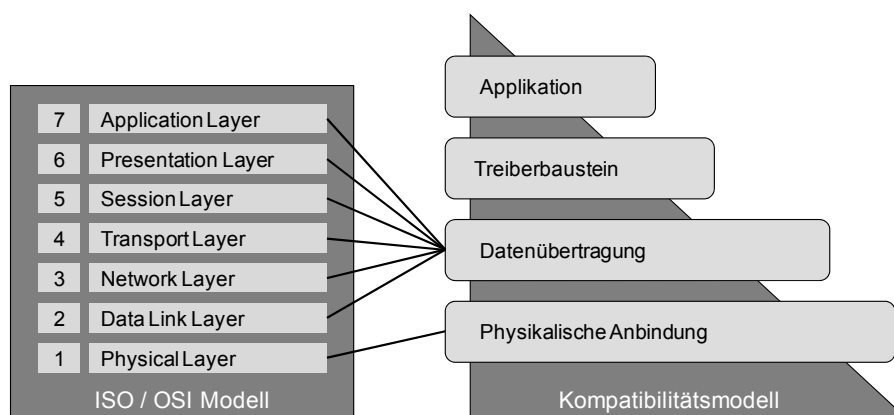 7 Application Layer
6 Presentation Layer
5 Session Layer
4 Transport Layer
3 Network Layer
2 Data Link Layer
1 Physical Layer
ISO / OSI Modell
Applikation
Treiberbaustein
Datenübertragung
Physikalische Anbindung
Kompatibilitätsmodell